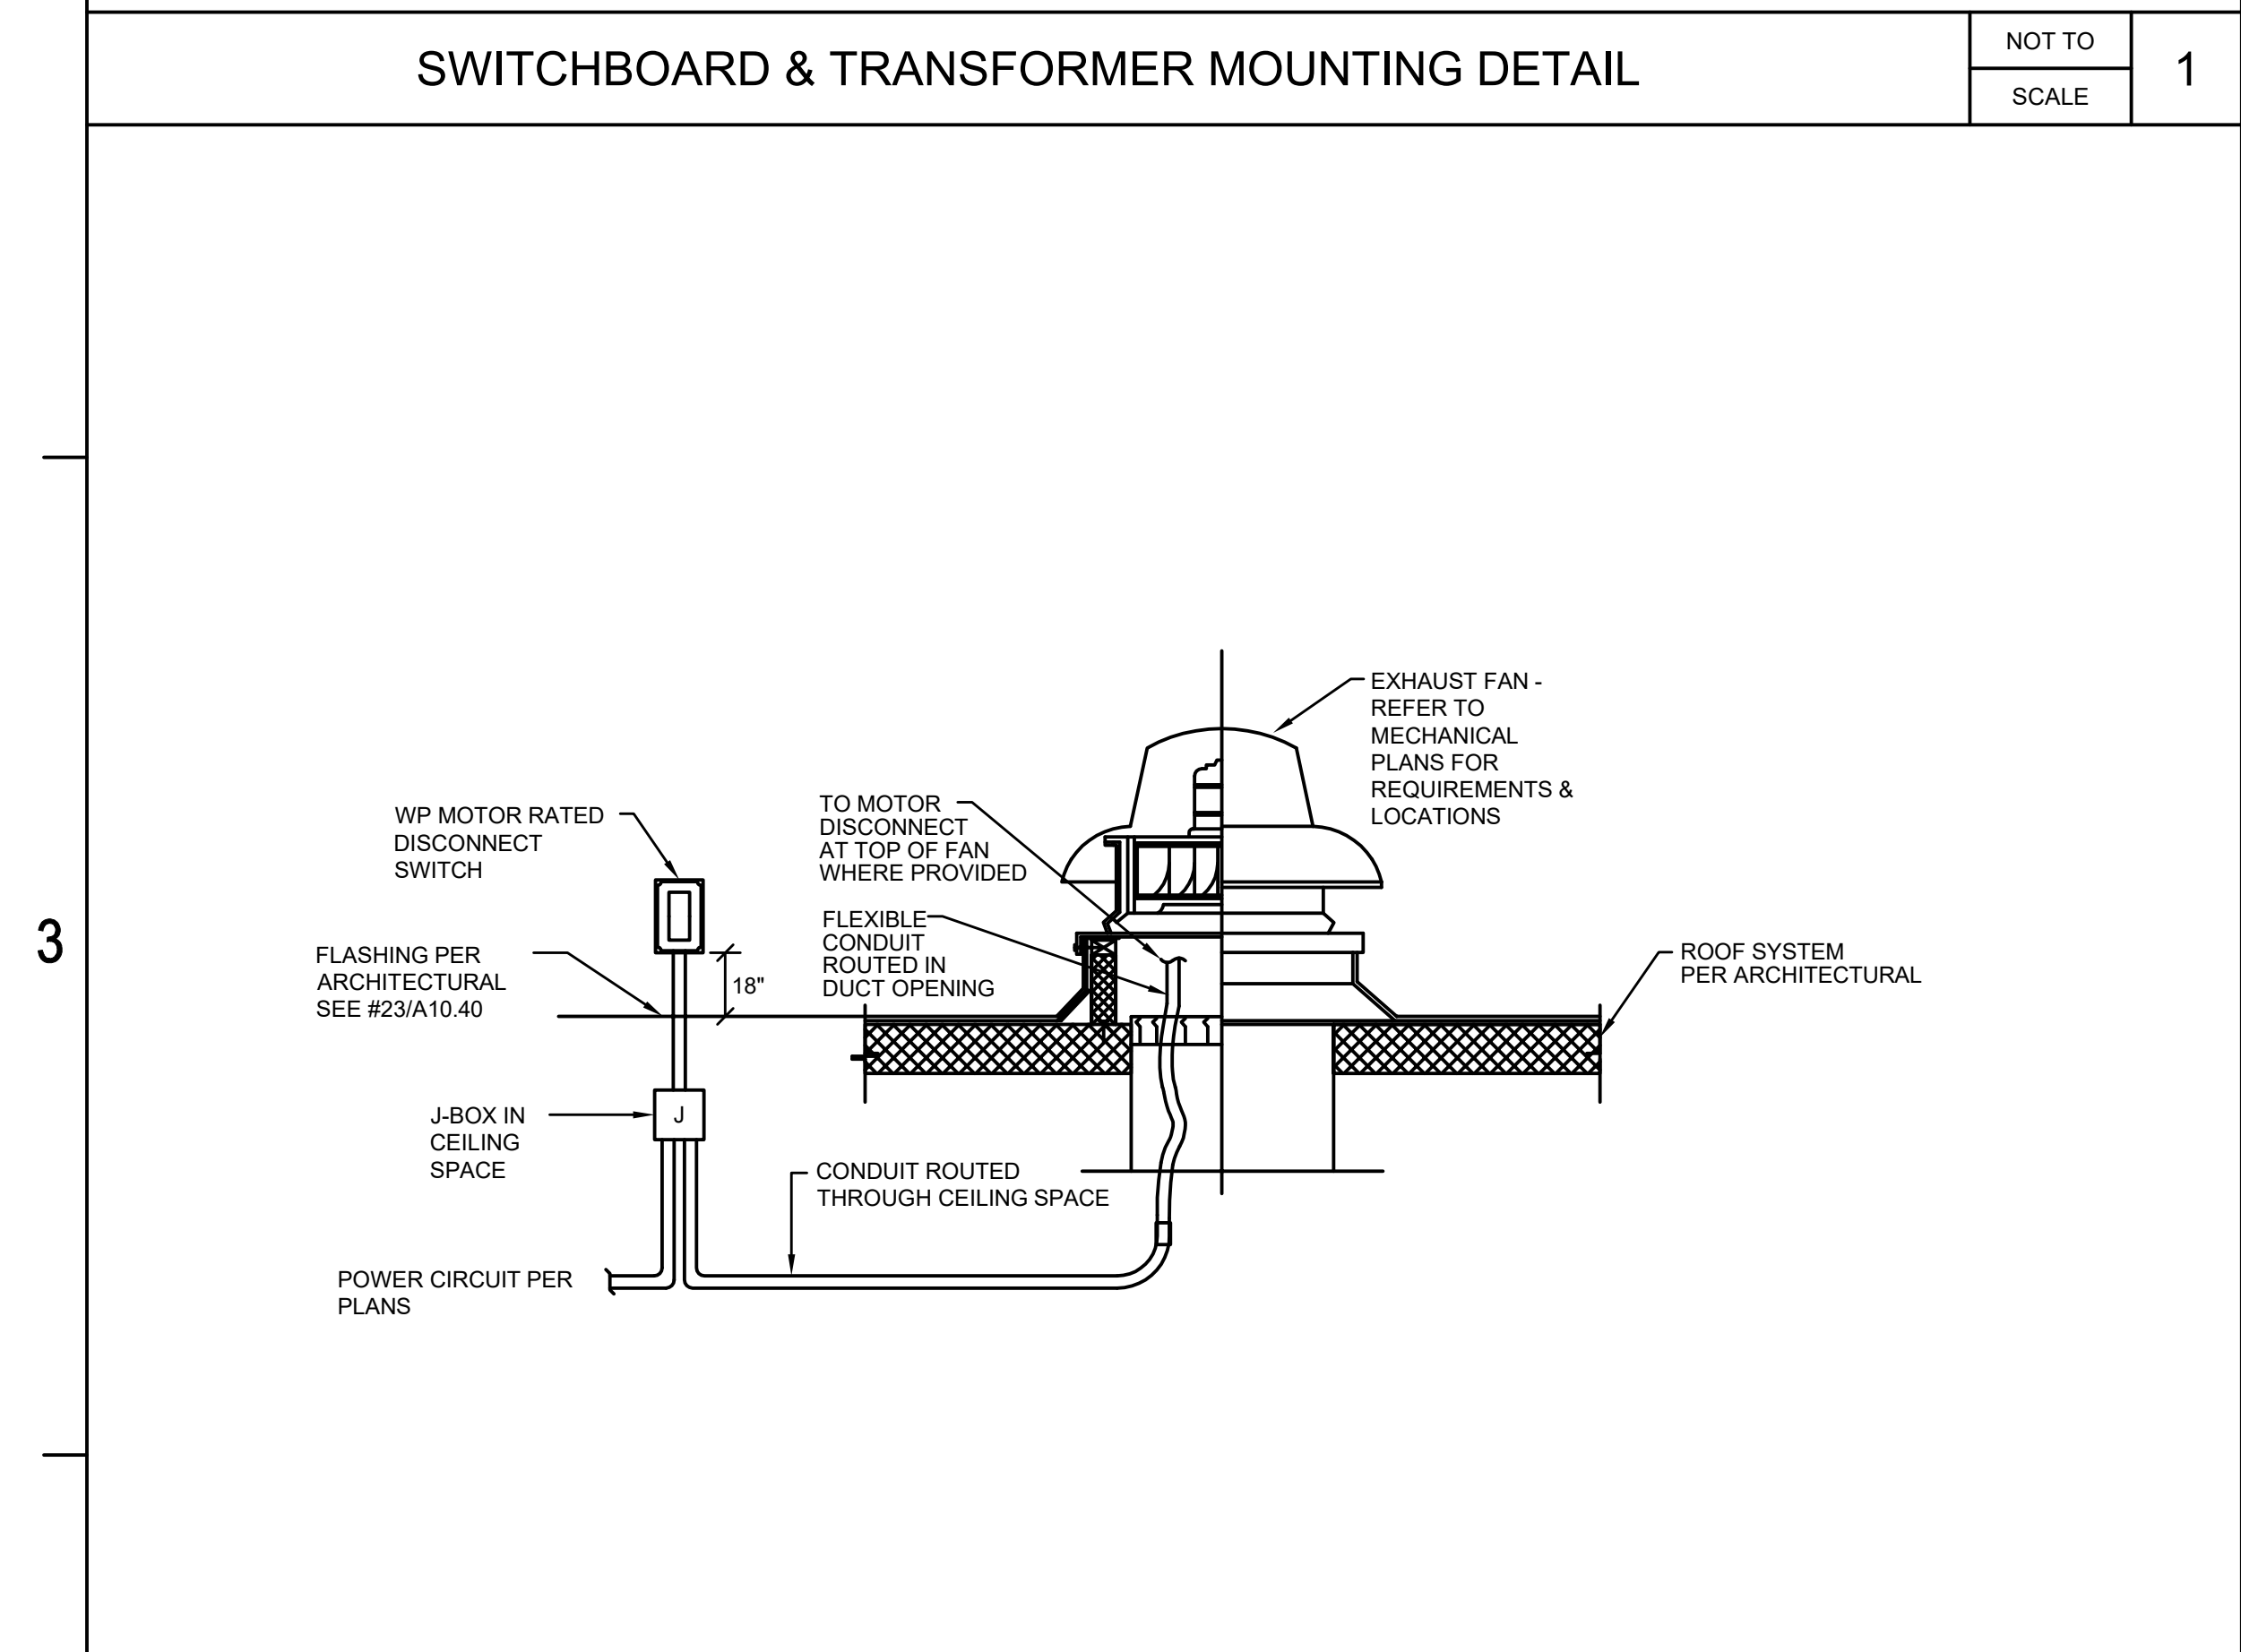 SWITCHBOARD & TRANSFORMER MOUNTING DETAIL
NOT TO
SCALE
1
EXHAUST FAN -
REFER TO
MECHANICAL
PLANS FOR
REQUIREMENTS &
LOCATIONS
TO MOTOR
DISCONNECT
AT TOP OF FAN
WHERE PROVIDED
WP MOTOR RATED
DISCONNECT
SWITCH
FLEXIBLE
CONDUIT
ROUTED IN
DUCT OPENING
3
FLASHING PER
ARCHITECTURAL
SEE #23/A10.40
18"
ROOF SYSTEM
PER ARCHITECTURAL
J-BOX IN
CEILING
SPACE
J
CONDUIT ROUTED
THROUGH CEILING SPACE
POWER CIRCUIT PER
PLANS